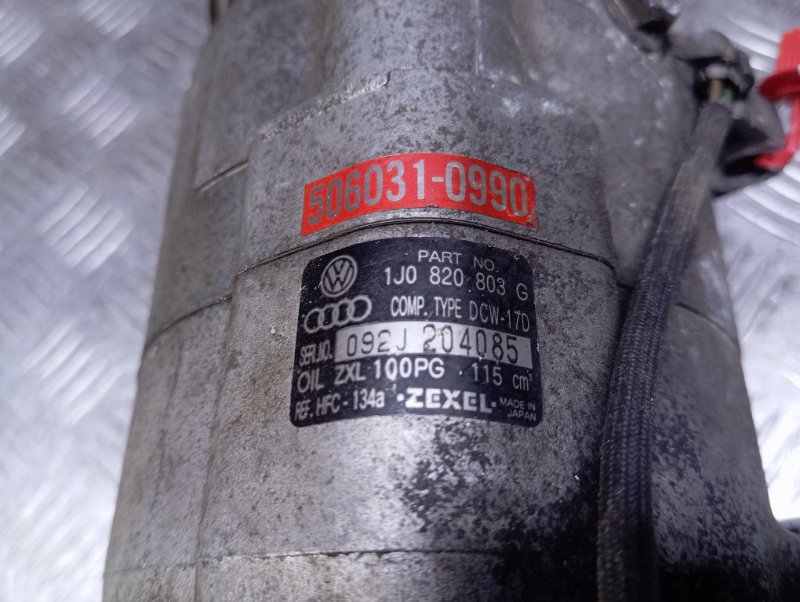 506031-0990
PART NO.
1J0 820 803 G
COMP. TYPE DCW-17D
SERI.NO. 092J 204085
OIL ZXL 100PG · 115 cm³
REF. HFC - 134a ·ZEXEL· MADE IN JAPAN